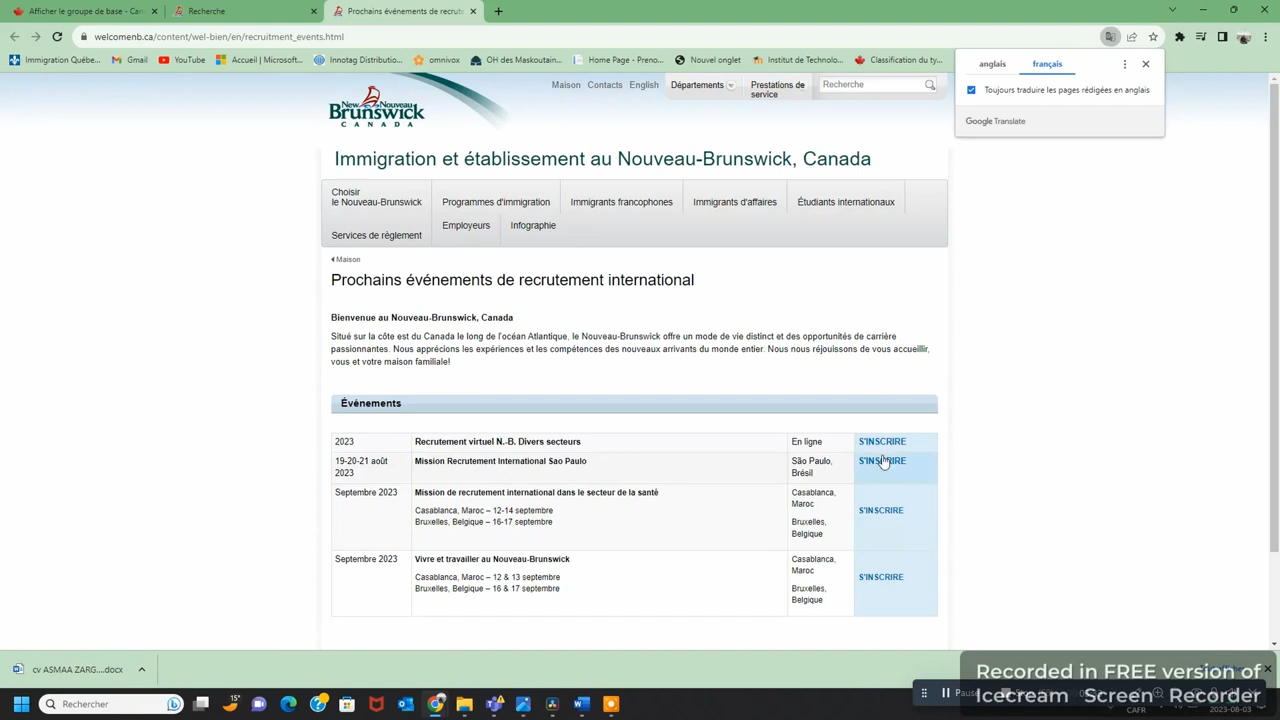 Afficher le groupe de base - Can
Recherche
Prochains événements de recrute
welcomenb.ca/content/wel-bien/en/recruitment_events.html
Immigration Québe...
Gmail
YouTube
Accueil | Microsoft...
Innotag Distributio...
omnivox
OH des Maskoutain...
Home Page - Preno...
Nouvel onglet
Institut de Technolo...
Classification du ty...
anglais
français
Toujours traduire les pages rédigées en anglais
Google Translate
Maison
Contacts
English
Départements
Prestations de service
Recherche
New Nouveau
Brunswick
CANADA
Immigration et établissement au Nouveau-Brunswick, Canada
Choisir
le Nouveau-Brunswick
Programmes d'immigration
Immigrants francophones
Immigrants d'affaires
Étudiants internationaux
Services de règlement
Employeurs
Infographie
Maison
Prochains événements de recrutement international
Bienvenue au Nouveau-Brunswick, Canada
Situé sur la côte est du Canada le long de l'océan Atlantique, le Nouveau-Brunswick offre un mode de vie distinct et des opportunités de carrière
passionnantes. Nous apprécions les expériences et les compétences des nouveaux arrivants du monde entier. Nous nous réjouissons de vous accueillir,
vous et votre maison familiale!
Événements
2023
Recrutement virtuel N.-B. Divers secteurs
En ligne
S'INSCRIRE
19-20-21 août
2023
Mission Recrutement International Sao Paulo
São Paulo,
Brésil
S'INSCRIRE
Septembre 2023
Mission de recrutement international dans le secteur de la santé
Casablanca, Maroc – 12-14 septembre
Bruxelles, Belgique – 16-17 septembre
Casablanca,
Maroc
Bruxelles,
Belgique
S'INSCRIRE
Septembre 2023
Vivre et travailler au Nouveau-Brunswick
Casablanca, Maroc – 12 & 13 septembre
Bruxelles, Belgique – 16 & 17 septembre
Casablanca,
Maroc
Bruxelles,
Belgique
S'INSCRIRE
cv ASMAA ZARG....docx
Recorded in FREE version of
Icecream Screen Recorder
Pause
Rechercher
15°
CAFR
2023-08-03